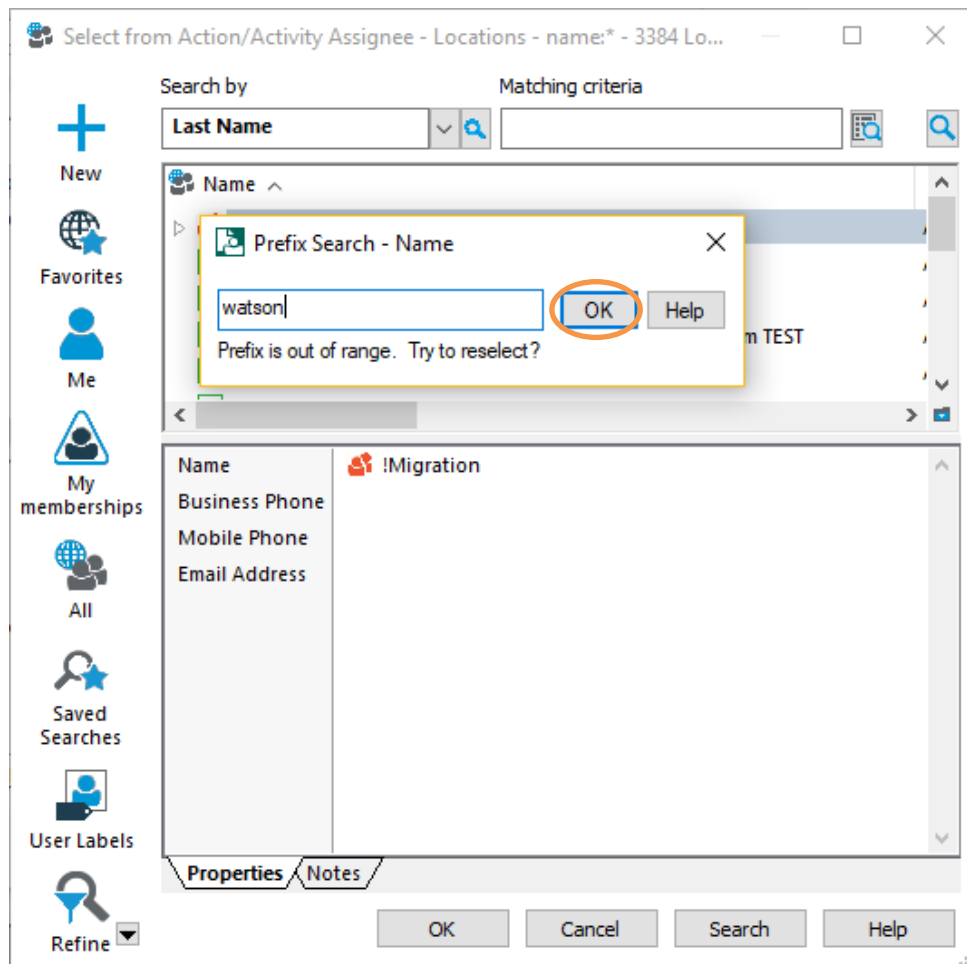 Select from Action/Activity Assignee - Locations - name:* - 3384 Lo...
Search by
Matching criteria
Last Name
New
Name
Prefix Search - Name
Favorites
watson
OK
Help
m TEST
Prefix is out of range. Try to reselect?
Me
Name
!Migration
My
memberships
Business Phone
Mobile Phone
Email Address
All
Saved
Searches
User Labels
Properties
Notes
Refine
OK
Cancel
Search
Help